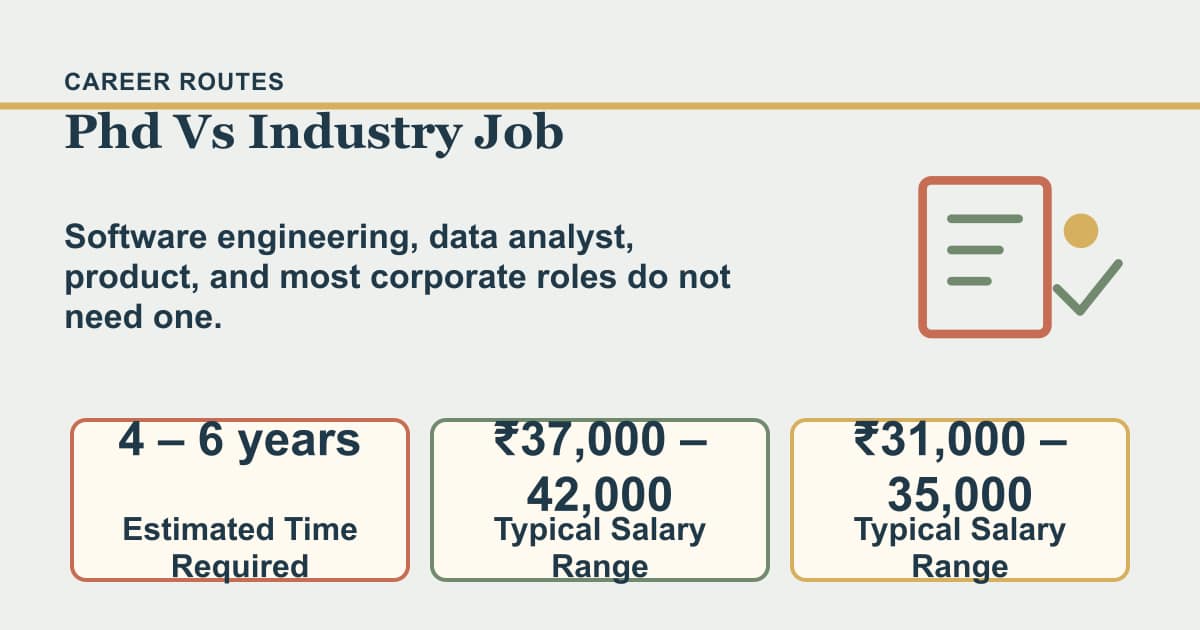 CAREER ROUTES
Phd Vs Industry Job
Software engineering, data analyst,
product, and most corporate roles do not
need one.
4 – 6 years
Estimated Time
Required
₹37,000 –
42,000
Typical Salary
Range
₹31,000 –
35,000
Typical Salary
Range